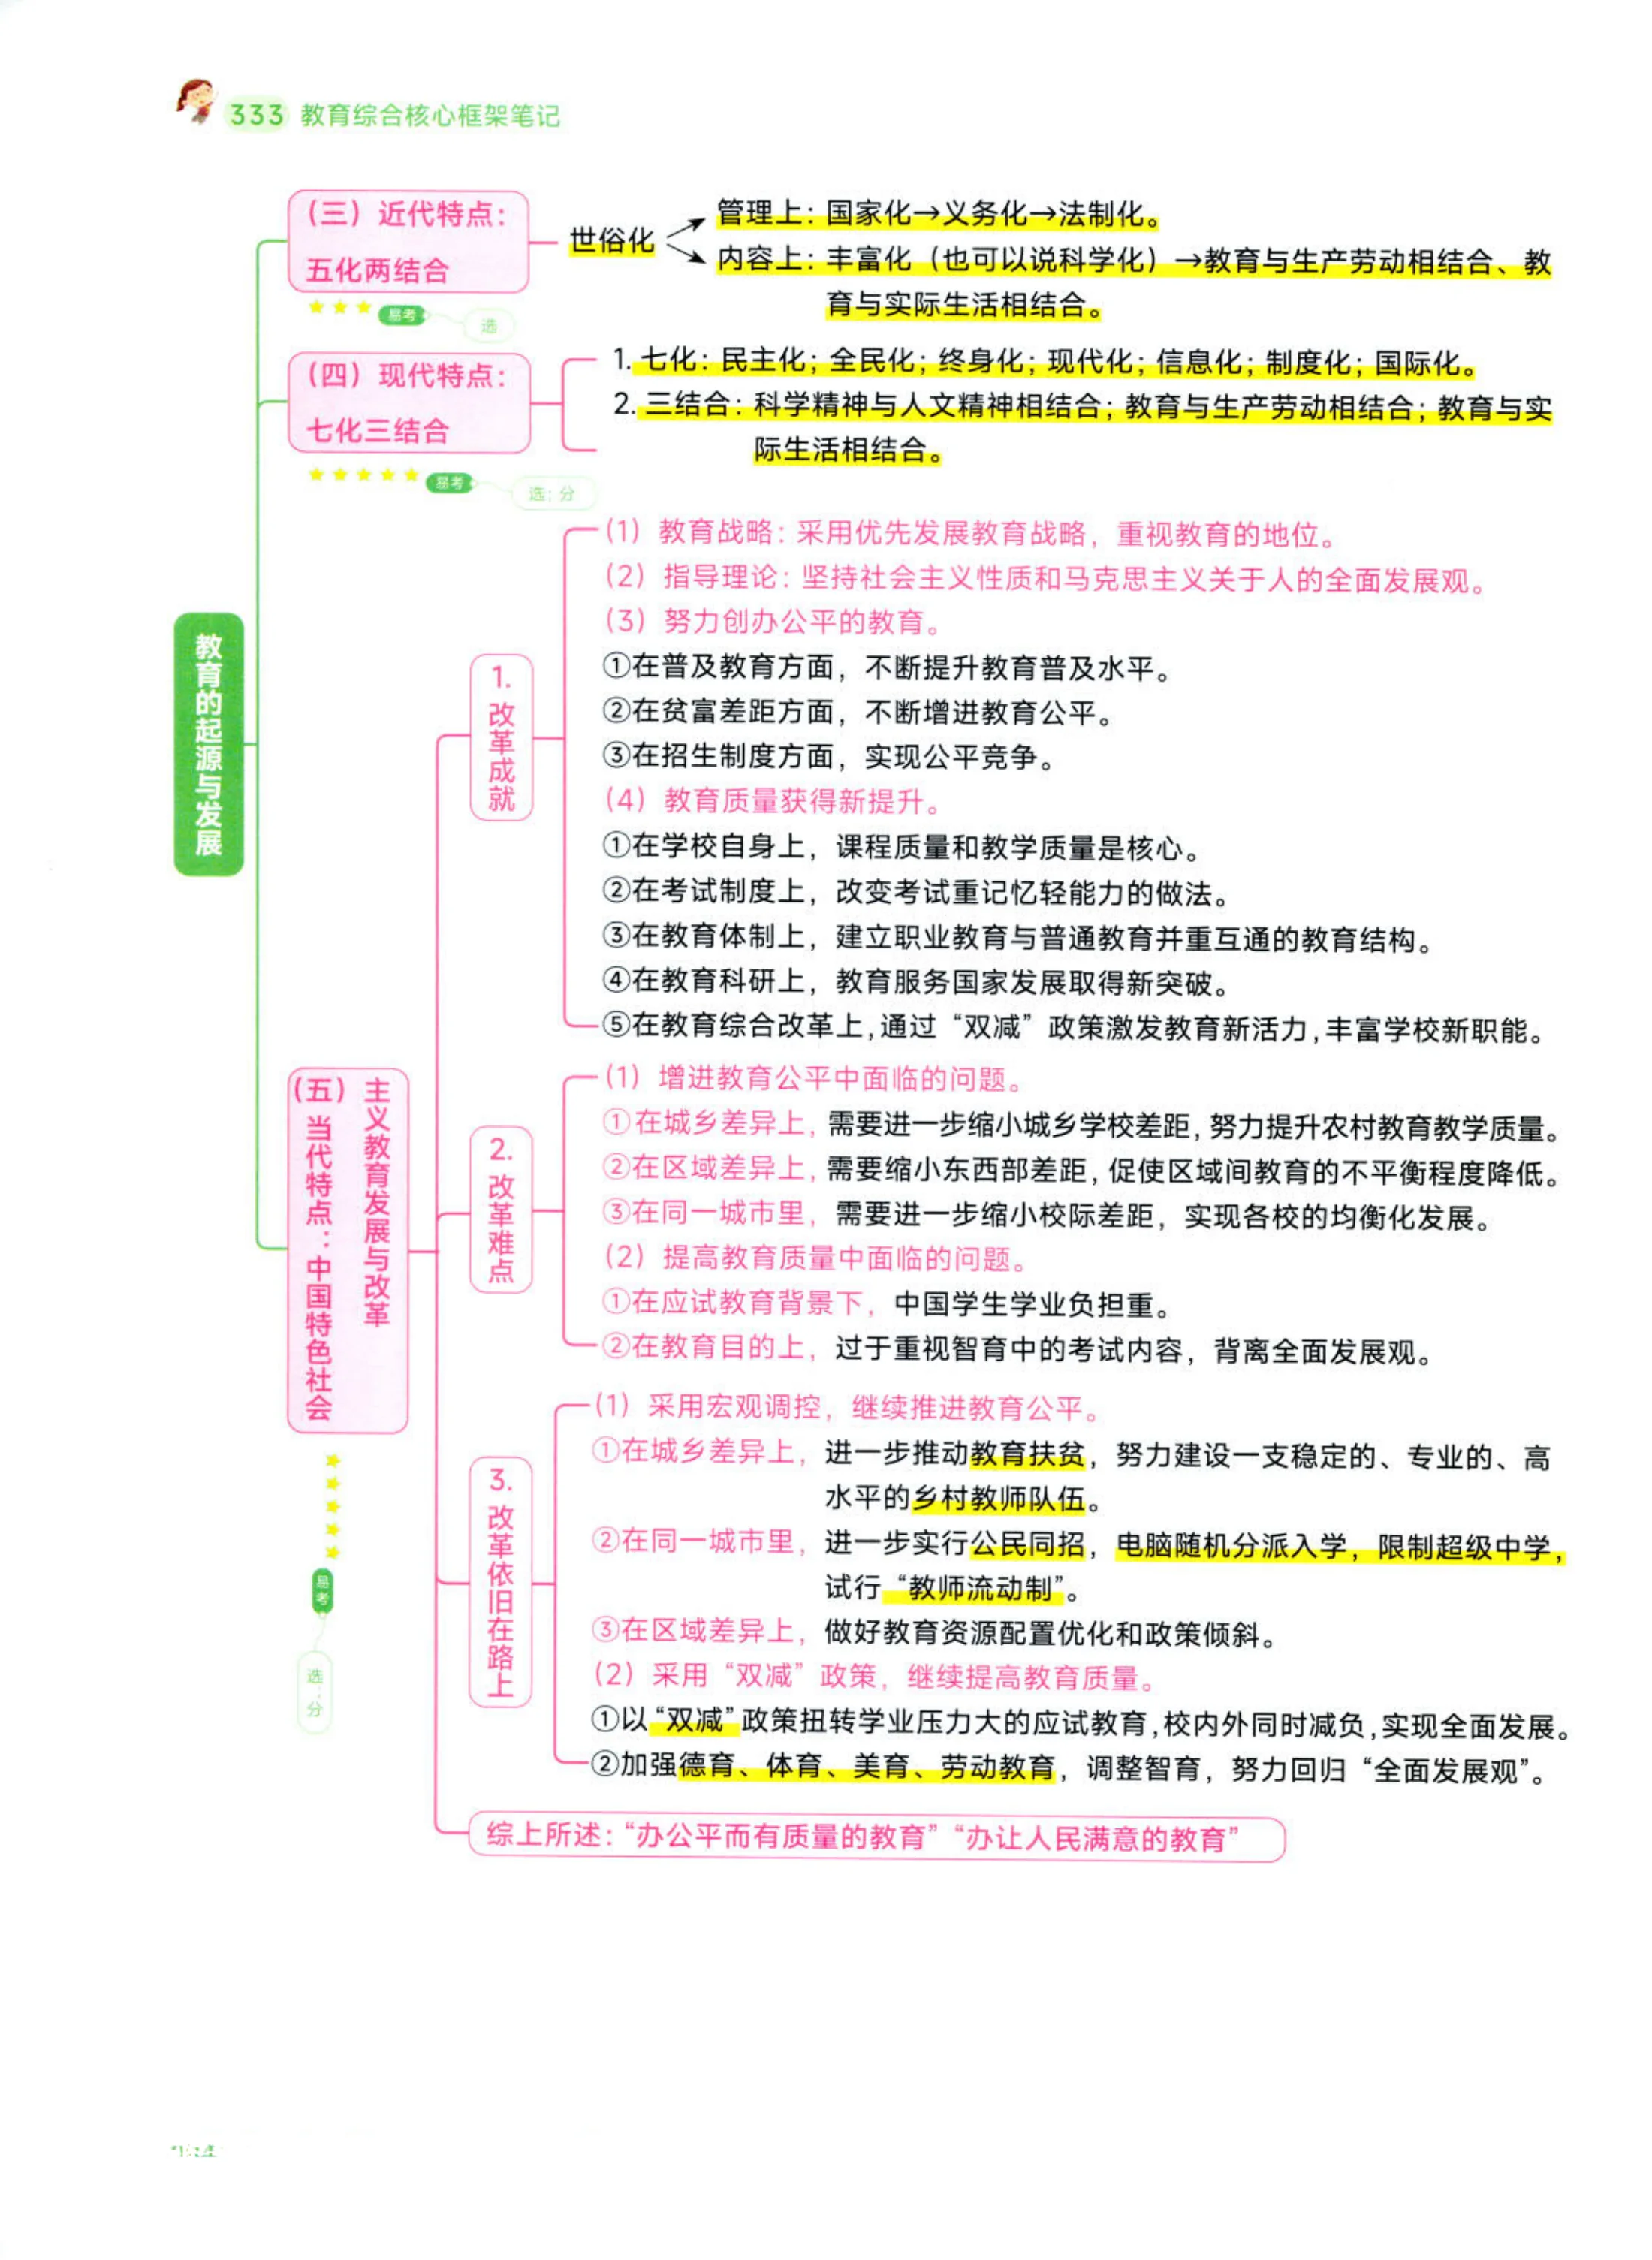 333 教育综合核心框架笔记
教育的起源与发展
（三）近代特点：
五化两结合
易考
选
世俗化
管理上：国家化→义务化→法制化。
内容上：丰富化（也可以说科学化）→教育与生产劳动相结合、教
育与实际生活相结合。
（四）现代特点：
七化三结合
易考
选；分
1. 七化：民主化；全民化；终身化；现代化；信息化；制度化；国际化。
2. 三结合：科学精神与人文精神相结合；教育与生产劳动相结合；教育与实
际生活相结合。
（五）当代特点：中国特色社会
主义教育发展与改革
易考
选；分
1. 改革成就
（1）教育战略：采用优先发展教育战略，重视教育的地位。
（2）指导理论：坚持社会主义性质和马克思主义关于人的全面发展观。
（3）努力创办公平的教育。
①在普及教育方面，不断提升教育普及水平。
②在贫富差距方面，不断增进教育公平。
③在招生制度方面，实现公平竞争。
（4）教育质量获得新提升。
①在学校自身上，课程质量和教学质量是核心。
②在考试制度上，改变考试重记忆轻能力的做法。
③在教育体制上，建立职业教育与普通教育并重互通的教育结构。
④在教育科研上，教育服务国家发展取得新突破。
⑤在教育综合改革上，通过“双减”政策激发教育新活力，丰富学校新职能。
2. 改革难点
（1）增进教育公平中面临的问题。
①在城乡差异上，需要进一步缩小城乡学校差距，努力提升农村教育教学质量。
②在区域差异上，需要缩小东西部差距，促使区域间教育的不平衡程度降低。
③在同一城市里，需要进一步缩小校际差距，实现各校的均衡化发展。
（2）提高教育质量中面临的问题。
①在应试教育背景下，中国学生学业负担重。
②在教育目的上，过于重视智育中的考试内容，背离全面发展观。
3. 改革依旧在路上
（1）采用宏观调控，继续推进教育公平。
①在城乡差异上，进一步推动教育扶贫，努力建设一支稳定的、专业的、高
水平的乡村教师队伍。
②在同一城市里，进一步实行公民同招，电脑随机分派入学，限制超级中学，
试行“教师流动制”。
③在区域差异上，做好教育资源配置优化和政策倾斜。
（2）采用“双减”政策，继续提高教育质量。
①以“双减”政策扭转学业压力大的应试教育，校内外同时减负，实现全面发展。
②加强德育、体育、美育、劳动教育，调整智育，努力回归“全面发展观”。
综上所述：“办公平而有质量的教育”“办让人民满意的教育”